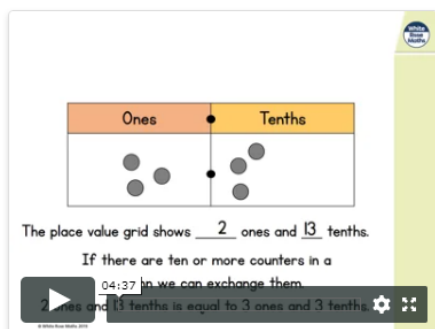 White Rose Maths
Ones Tenths
The place value grid shows 2 ones and 13 tenths.
If there are ten or more counters in a
we can exchange them.
04:37
2 ones and 13 tenths is equal to 3 ones and 3 tenths.
© White Rose Maths 2019